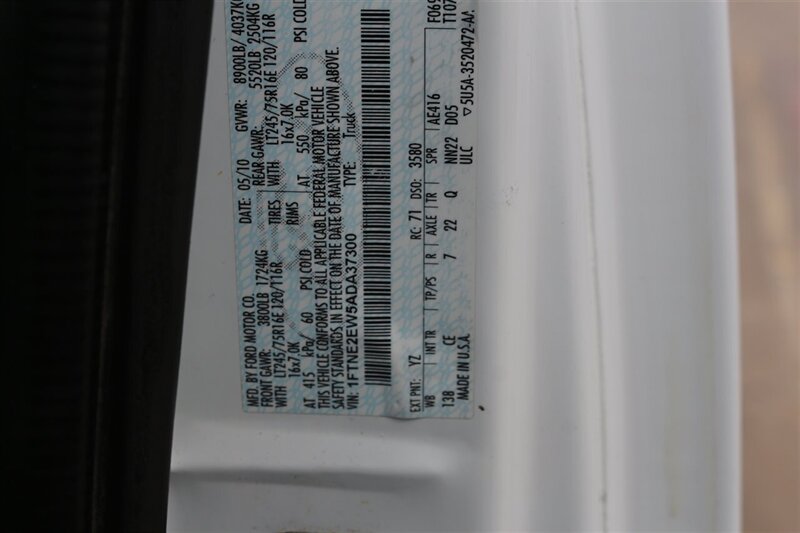 MFD. BY FORD MOTOR CO. DATE: 05/10 GVWR: 8900LB/ 4037KG
FRONT GAWR: 3800LB 1724KG REAR GAWR: 5520LB 2504KG
WITH LT245/75R16E 120/116R TIRES WITH LT245/75R16E 120/116R
16x7.0K RIMS 16x7.0K
AT 415 kPa/ 60 PSI COLD AT 550 kPa/ 80 PSI COLD
THIS VEHICLE CONFORMS TO ALL APPLICABLE FEDERAL MOTOR VEHICLE
SAFETY STANDARDS IN EFFECT ON THE DATE OF MANUFACTURE SHOWN ABOVE.
VIN: 1FTNE2EW5ADA37300 TYPE: Truck
EXT PNT: YZ RC: 71 DSO: 3580
WB INT TR TP/PS R AXLE TR SPR AE416
138 CE 7 22 Q NN22 D05
MADE IN U.S.A. ULC 5U5A-3520472-AA